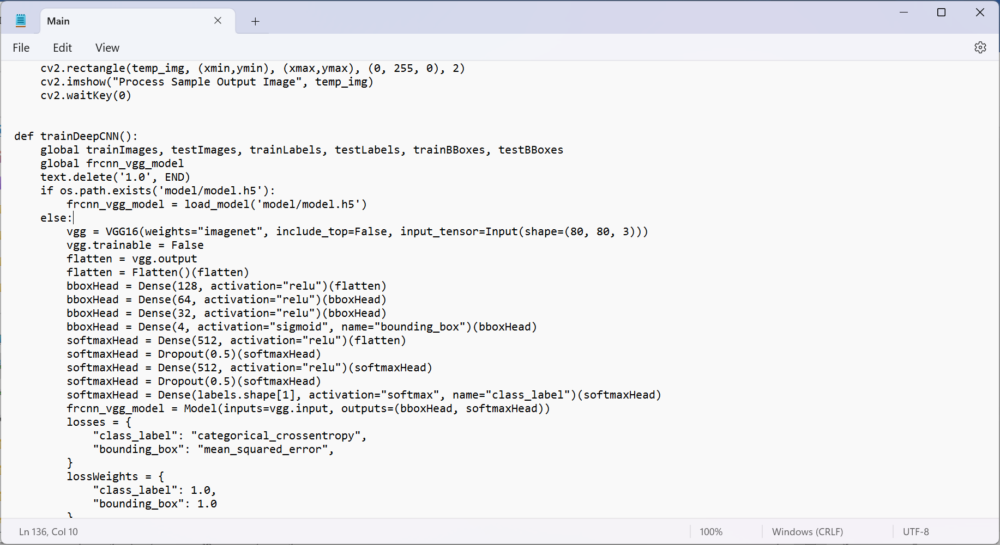 Main
File Edit View
    cv2.rectangle(temp_img, (xmin,ymin), (xmax,ymax), (0, 255, 0), 2)
    cv2.imshow("Process Sample Output Image", temp_img)
    cv2.waitKey(0)
def trainDeepCNN():
    global trainImages, testImages, trainLabels, testLabels, trainBBoxes, testBBoxes
    global frcnn_vgg_model
    text.delete('1.0', END)
    if os.path.exists('model/model.h5'):
        frcnn_vgg_model = load_model('model/model.h5')
    else:
        vgg = VGG16(weights="imagenet", include_top=False, input_tensor=Input(shape=(80, 80, 3)))
        vgg.trainable = False
        flatten = vgg.output
        flatten = Flatten()(flatten)
        bboxHead = Dense(128, activation="relu")(flatten)
        bboxHead = Dense(64, activation="relu")(bboxHead)
        bboxHead = Dense(32, activation="relu")(bboxHead)
        bboxHead = Dense(4, activation="sigmoid", name="bounding_box")(bboxHead)
        softmaxHead = Dense(512, activation="relu")(flatten)
        softmaxHead = Dropout(0.5)(softmaxHead)
        softmaxHead = Dense(512, activation="relu")(softmaxHead)
        softmaxHead = Dropout(0.5)(softmaxHead)
        softmaxHead = Dense(labels.shape[1], activation="softmax", name="class_label")(softmaxHead)
        frcnn_vgg_model = Model(inputs=vgg.input, outputs=(bboxHead, softmaxHead))
        losses = {
            "class_label": "categorical_crossentropy",
            "bounding_box": "mean_squared_error",
        }
        lossWeights = {
            "class_label": 1.0,
            "bounding_box": 1.0
        }
Ln 136, Col 10 100% Windows (CRLF) UTF-8